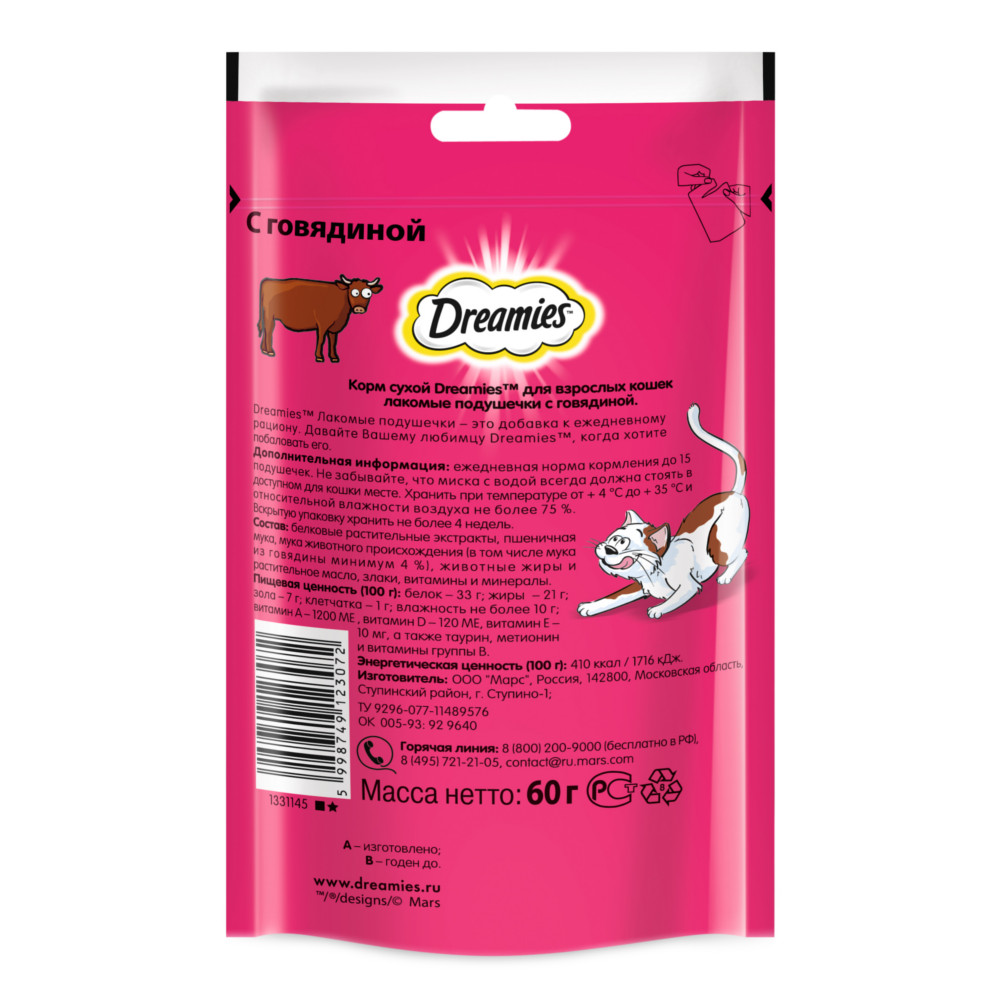 С говядиной
Dreamies™
Корм сухой Dreamies™ для взрослых кошек
лакомые подушечки с говядиной.
Dreamies™ Лакомые подушечки – это добавка к ежедневному
рациону. Давайте Вашему любимцу Dreamies™, когда хотите
побаловать его.
Дополнительная информация: ежедневная норма кормления до 15
подушечек. Не забывайте, что миска с водой всегда должна стоять в
доступном для кошки месте. Хранить при температуре от + 4 °С до + 35 °С и
относительной влажности воздуха не более 75 %.
Вскрытую упаковку хранить не более 4 недель.
Состав: белковые растительные экстракты, пшеничная
мука, мука животного происхождения (в том числе мука
из говядины минимум 4 %), животные жиры и
растительное масло, злаки, витамины и минералы.
Пищевая ценность (100 г): белок – 33 г; жиры – 21 г;
зола – 7 г; клетчатка – 1 г; влажность не более 10 г;
витамин А – 1200 МЕ , витамин D – 120 МЕ, витамин Е –
10 мг, а также таурин, метионин
и витамины группы В.
Энергетическая ценность (100 г): 410 ккал / 1716 кДж.
Изготовитель: ООО "Марс", Россия, 142800, Московская область,
Ступинский район, г. Ступино-1;
ТУ 9296-077-11489576
ОК 005-93: 92 9640
Горячая линия: 8 (800) 200-9000 (бесплатно в РФ),
8 (495) 721-21-05, contact@ru.mars.com
Масса нетто: 60 г
РСТ
8
5 998749 123072
1331145
А – изготовлено;
В – годен до.
www.dreamies.ru
™/®/designs/© Mars